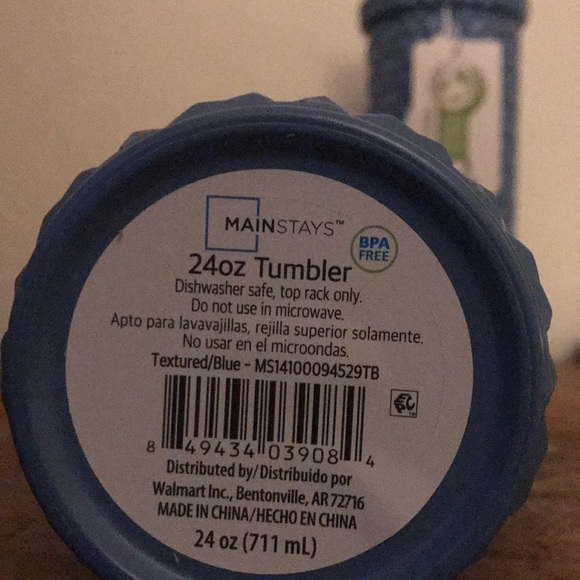 MAINSTAYS™
BPA
FREE
24oz Tumbler
Dishwasher safe, top rack only.
Do not use in microwave.
Apto para lavavajillas, rejilla superior solamente.
No usar en el microondas.
Textured/Blue - MS14100094529TB
EPC™
8 49434 03908 4
Distributed by/Distribuido por
Walmart Inc., Bentonville, AR 72716
MADE IN CHINA/HECHO EN CHINA
24 oz (711 mL)